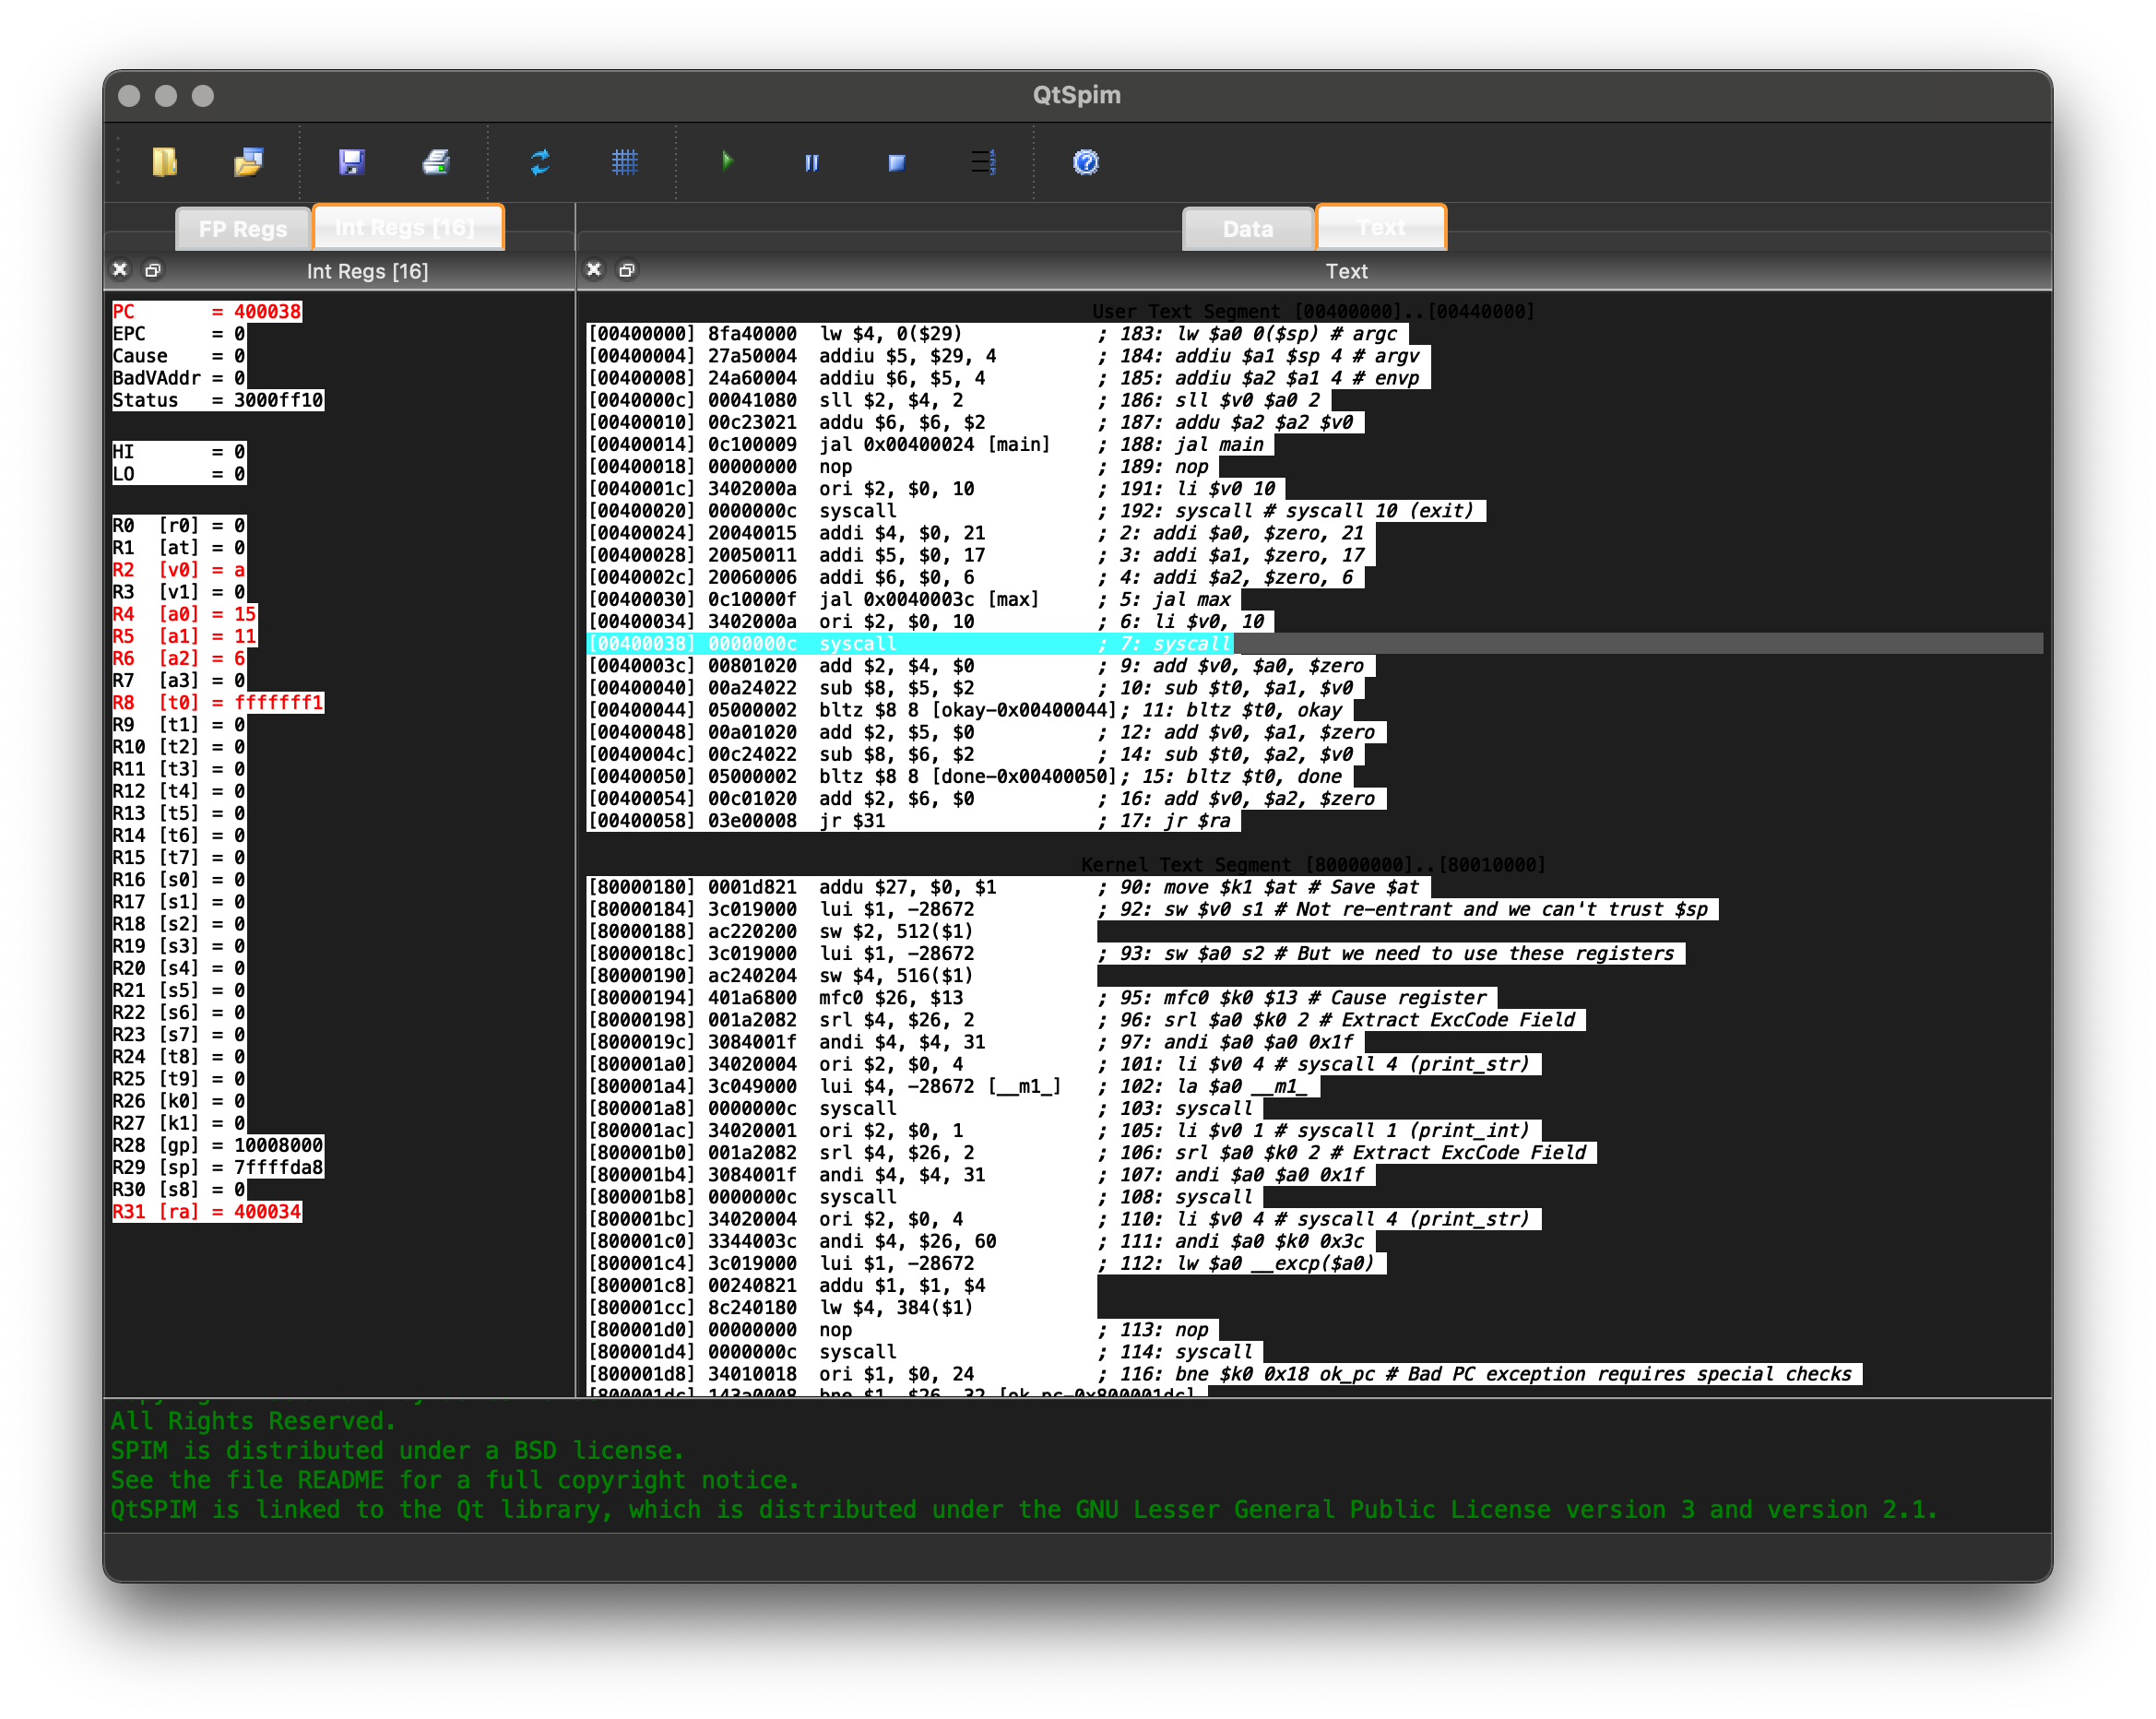 QtSpim
FP Regs
Int Regs [16]
Data
Text
Int Regs [16]
Text
PC       = 400038
EPC      = 0
Cause    = 0
BadVAddr = 0
Status   = 3000ff10
HI       = 0
LO       = 0
R0  [r0] = 0
R1  [at] = 0
R2  [v0] = a
R3  [v1] = 0
R4  [a0] = 15
R5  [a1] = 11
R6  [a2] = 6
R7  [a3] = 0
R8  [t0] = fffffff1
R9  [t1] = 0
R10 [t2] = 0
R11 [t3] = 0
R12 [t4] = 0
R13 [t5] = 0
R14 [t6] = 0
R15 [t7] = 0
R16 [s0] = 0
R17 [s1] = 0
R18 [s2] = 0
R19 [s3] = 0
R20 [s4] = 0
R21 [s5] = 0
R22 [s6] = 0
R23 [s7] = 0
R24 [t8] = 0
R25 [t9] = 0
R26 [k0] = 0
R27 [k1] = 0
R28 [gp] = 10008000
R29 [sp] = 7ffffda8
R30 [s8] = 0
R31 [ra] = 400034
User Text Segment [00400000]..[00440000]
[00400000] 8fa40000  lw $4, 0($29)            ; 183: lw $a0 0($sp) # argc
[00400004] 27a50004  addiu $5, $29, 4         ; 184: addiu $a1 $sp 4 # argv
[00400008] 24a60004  addiu $6, $5, 4          ; 185: addiu $a2 $a1 4 # envp
[0040000c] 00041080  sll $2, $4, 2            ; 186: sll $v0 $a0 2
[00400010] 00c23021  addu $6, $6, $2          ; 187: addu $a2 $a2 $v0
[00400014] 0c100009  jal 0x00400024 [main]    ; 188: jal main
[00400018] 00000000  nop                      ; 189: nop
[0040001c] 3402000a  ori $2, $0, 10           ; 191: li $v0 10
[00400020] 0000000c  syscall                  ; 192: syscall # syscall 10 (exit)
[00400024] 20040015  addi $4, $0, 21          ; 2: addi $a0, $zero, 21
[00400028] 20050011  addi $5, $0, 17          ; 3: addi $a1, $zero, 17
[0040002c] 20060006  addi $6, $0, 6           ; 4: addi $a2, $zero, 6
[00400030] 0c10000f  jal 0x0040003c [max]     ; 5: jal max
[00400034] 3402000a  ori $2, $0, 10           ; 6: li $v0, 10
[00400038] 0000000c  syscall                  ; 7: syscall
[0040003c] 00801020  add $2, $4, $0           ; 9: add $v0, $a0, $zero
[00400040] 00a24022  sub $8, $5, $2           ; 10: sub $t0, $a1, $v0
[00400044] 05000002  bltz $8 8 [okay-0x00400044]; 11: bltz $t0, okay
[00400048] 00a01020  add $2, $5, $0           ; 12: add $v0, $a1, $zero
[0040004c] 00c24022  sub $8, $6, $2           ; 14: sub $t0, $a2, $v0
[00400050] 05000002  bltz $8 8 [done-0x00400050]; 15: bltz $t0, done
[00400054] 00c01020  add $2, $6, $0           ; 16: add $v0, $a2, $zero
[00400058] 03e00008  jr $31                   ; 17: jr $ra
Kernel Text Segment [80000000]..[80010000]
[80000180] 0001d821  addu $27, $0, $1         ; 90: move $k1 $at # Save $at
[80000184] 3c019000  lui $1, -28672           ; 92: sw $v0 s1 # Not re-entrant and we can't trust $sp
[80000188] ac220200  sw $2, 512($1)
[8000018c] 3c019000  lui $1, -28672           ; 93: sw $a0 s2 # But we need to use these registers
[80000190] ac240204  sw $4, 516($1)
[80000194] 401a6800  mfc0 $26, $13            ; 95: mfc0 $k0 $13 # Cause register
[80000198] 001a2082  srl $4, $26, 2           ; 96: srl $a0 $k0 2 # Extract ExcCode Field
[8000019c] 3084001f  andi $4, $4, 31          ; 97: andi $a0 $a0 0x1f
[800001a0] 34020004  ori $2, $0, 4            ; 101: li $v0 4 # syscall 4 (print_str)
[800001a4] 3c049000  lui $4, -28672 [__m1_]   ; 102: la $a0 __m1_
[800001a8] 0000000c  syscall                  ; 103: syscall
[800001ac] 34020001  ori $2, $0, 1            ; 105: li $v0 1 # syscall 1 (print_int)
[800001b0] 001a2082  srl $4, $26, 2           ; 106: srl $a0 $k0 2 # Extract ExcCode Field
[800001b4] 3084001f  andi $4, $4, 31          ; 107: andi $a0 $a0 0x1f
[800001b8] 0000000c  syscall                  ; 108: syscall
[800001bc] 34020004  ori $2, $0, 4            ; 110: li $v0 4 # syscall 4 (print_str)
[800001c0] 3344003c  andi $4, $26, 60         ; 111: andi $a0 $k0 0x3c
[800001c4] 3c019000  lui $1, -28672           ; 112: lw $a0 __excp($a0)
[800001c8] 00240821  addu $1, $1, $4
[800001cc] 8c240180  lw $4, 384($1)
[800001d0] 00000000  nop                      ; 113: nop
[800001d4] 0000000c  syscall                  ; 114: syscall
[800001d8] 34010018  ori $1, $0, 24           ; 116: bne $k0 0x18 ok_pc # Bad PC exception requires special checks
[800001dc] 143a0008  bne $1, $26, 32 [ok_pc-0x800001dc]
All Rights Reserved.
SPIM is distributed under a BSD license.
See the file README for a full copyright notice.
QtSPIM is linked to the Qt library, which is distributed under the GNU Lesser General Public License version 3 and version 2.1.